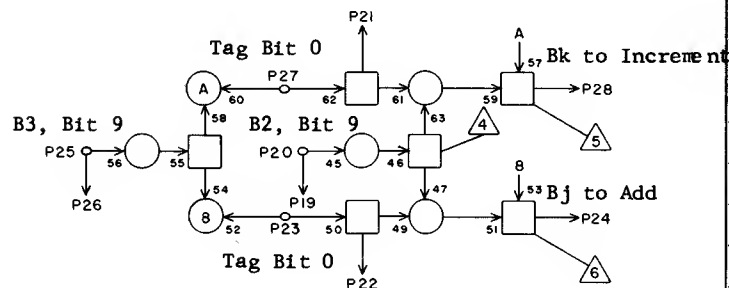 P21
Tag Bit 0
A
57 Bk to Increment
A 60 P27 62 61 59 P28
58 63
B3, Bit 9 B2, Bit 9 4 5
P25 56 55 P20 45 46
P26 54 P19 47 8 53 Bj to Add
8 52 P23 50 49 51 P24
Tag Bit 0 P22 6